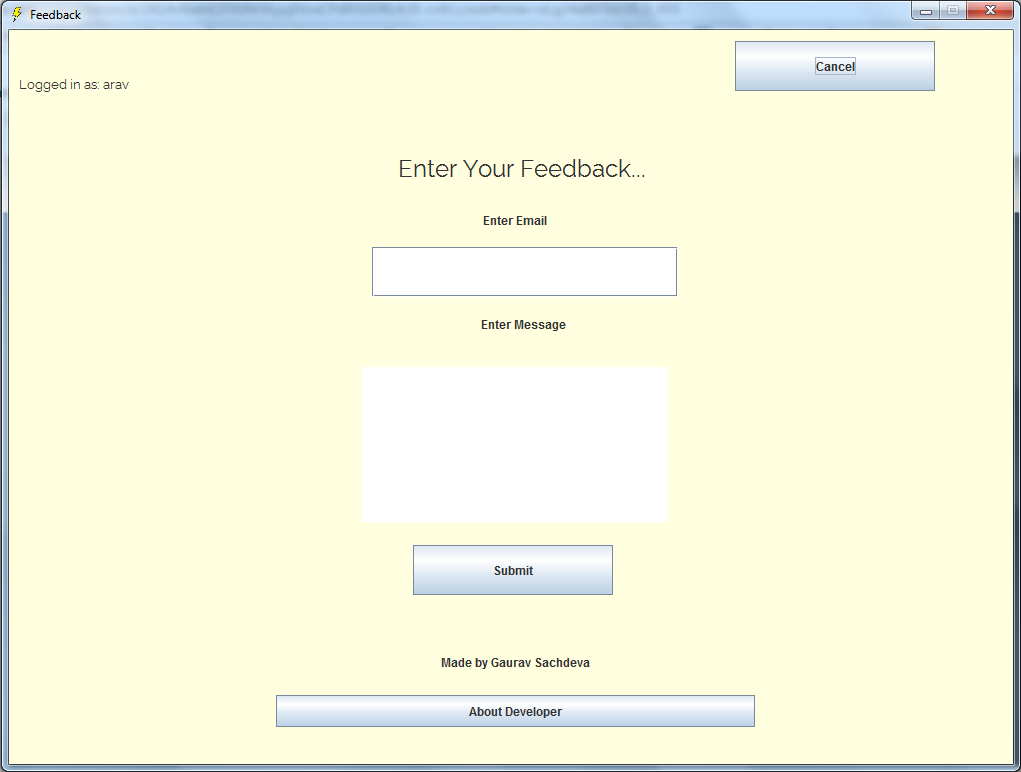 Feedback
Cancel
Logged in as: arav
Enter Your Feedback...
Enter Email
Enter Message
Submit
Made by Gaurav Sachdeva
About Developer